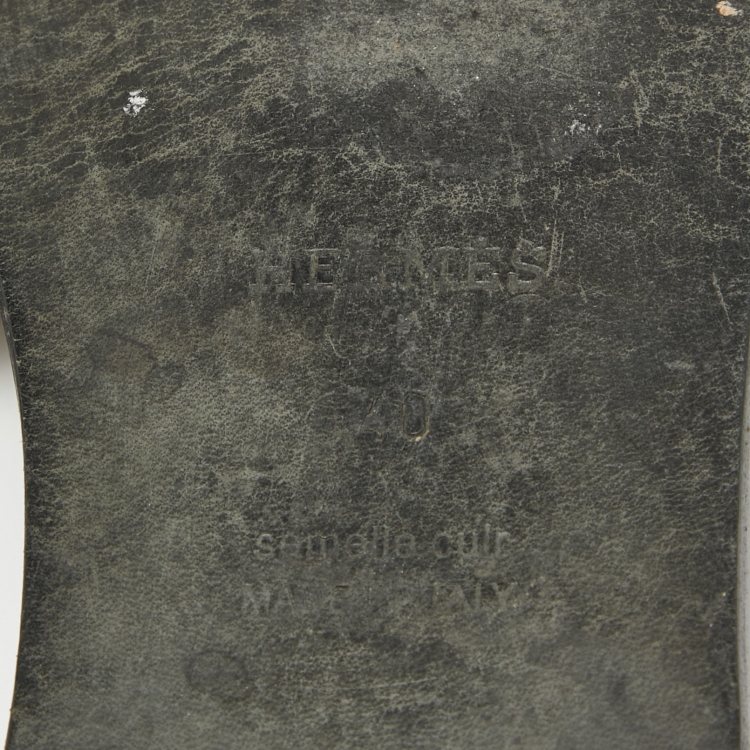 HERMES
40
semelle cuir
MADE IN ITALY